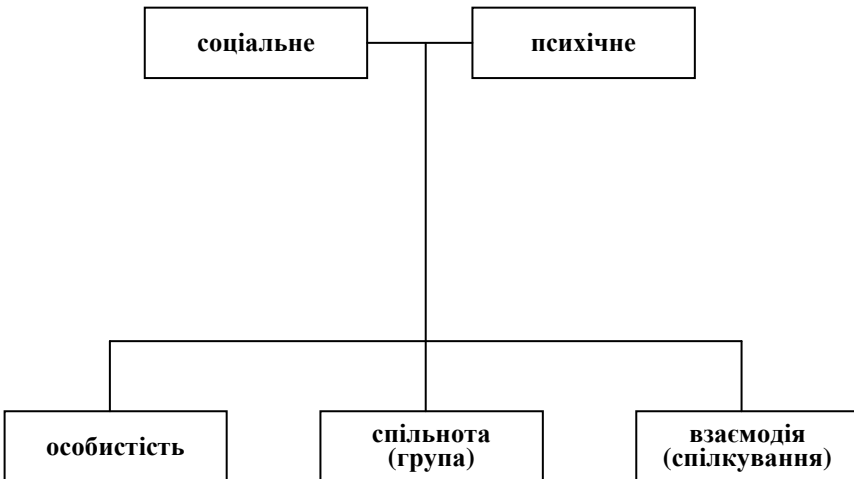 соціальне
психічне
особистість
спільнота
(група)
взаємодія
(спілкування)